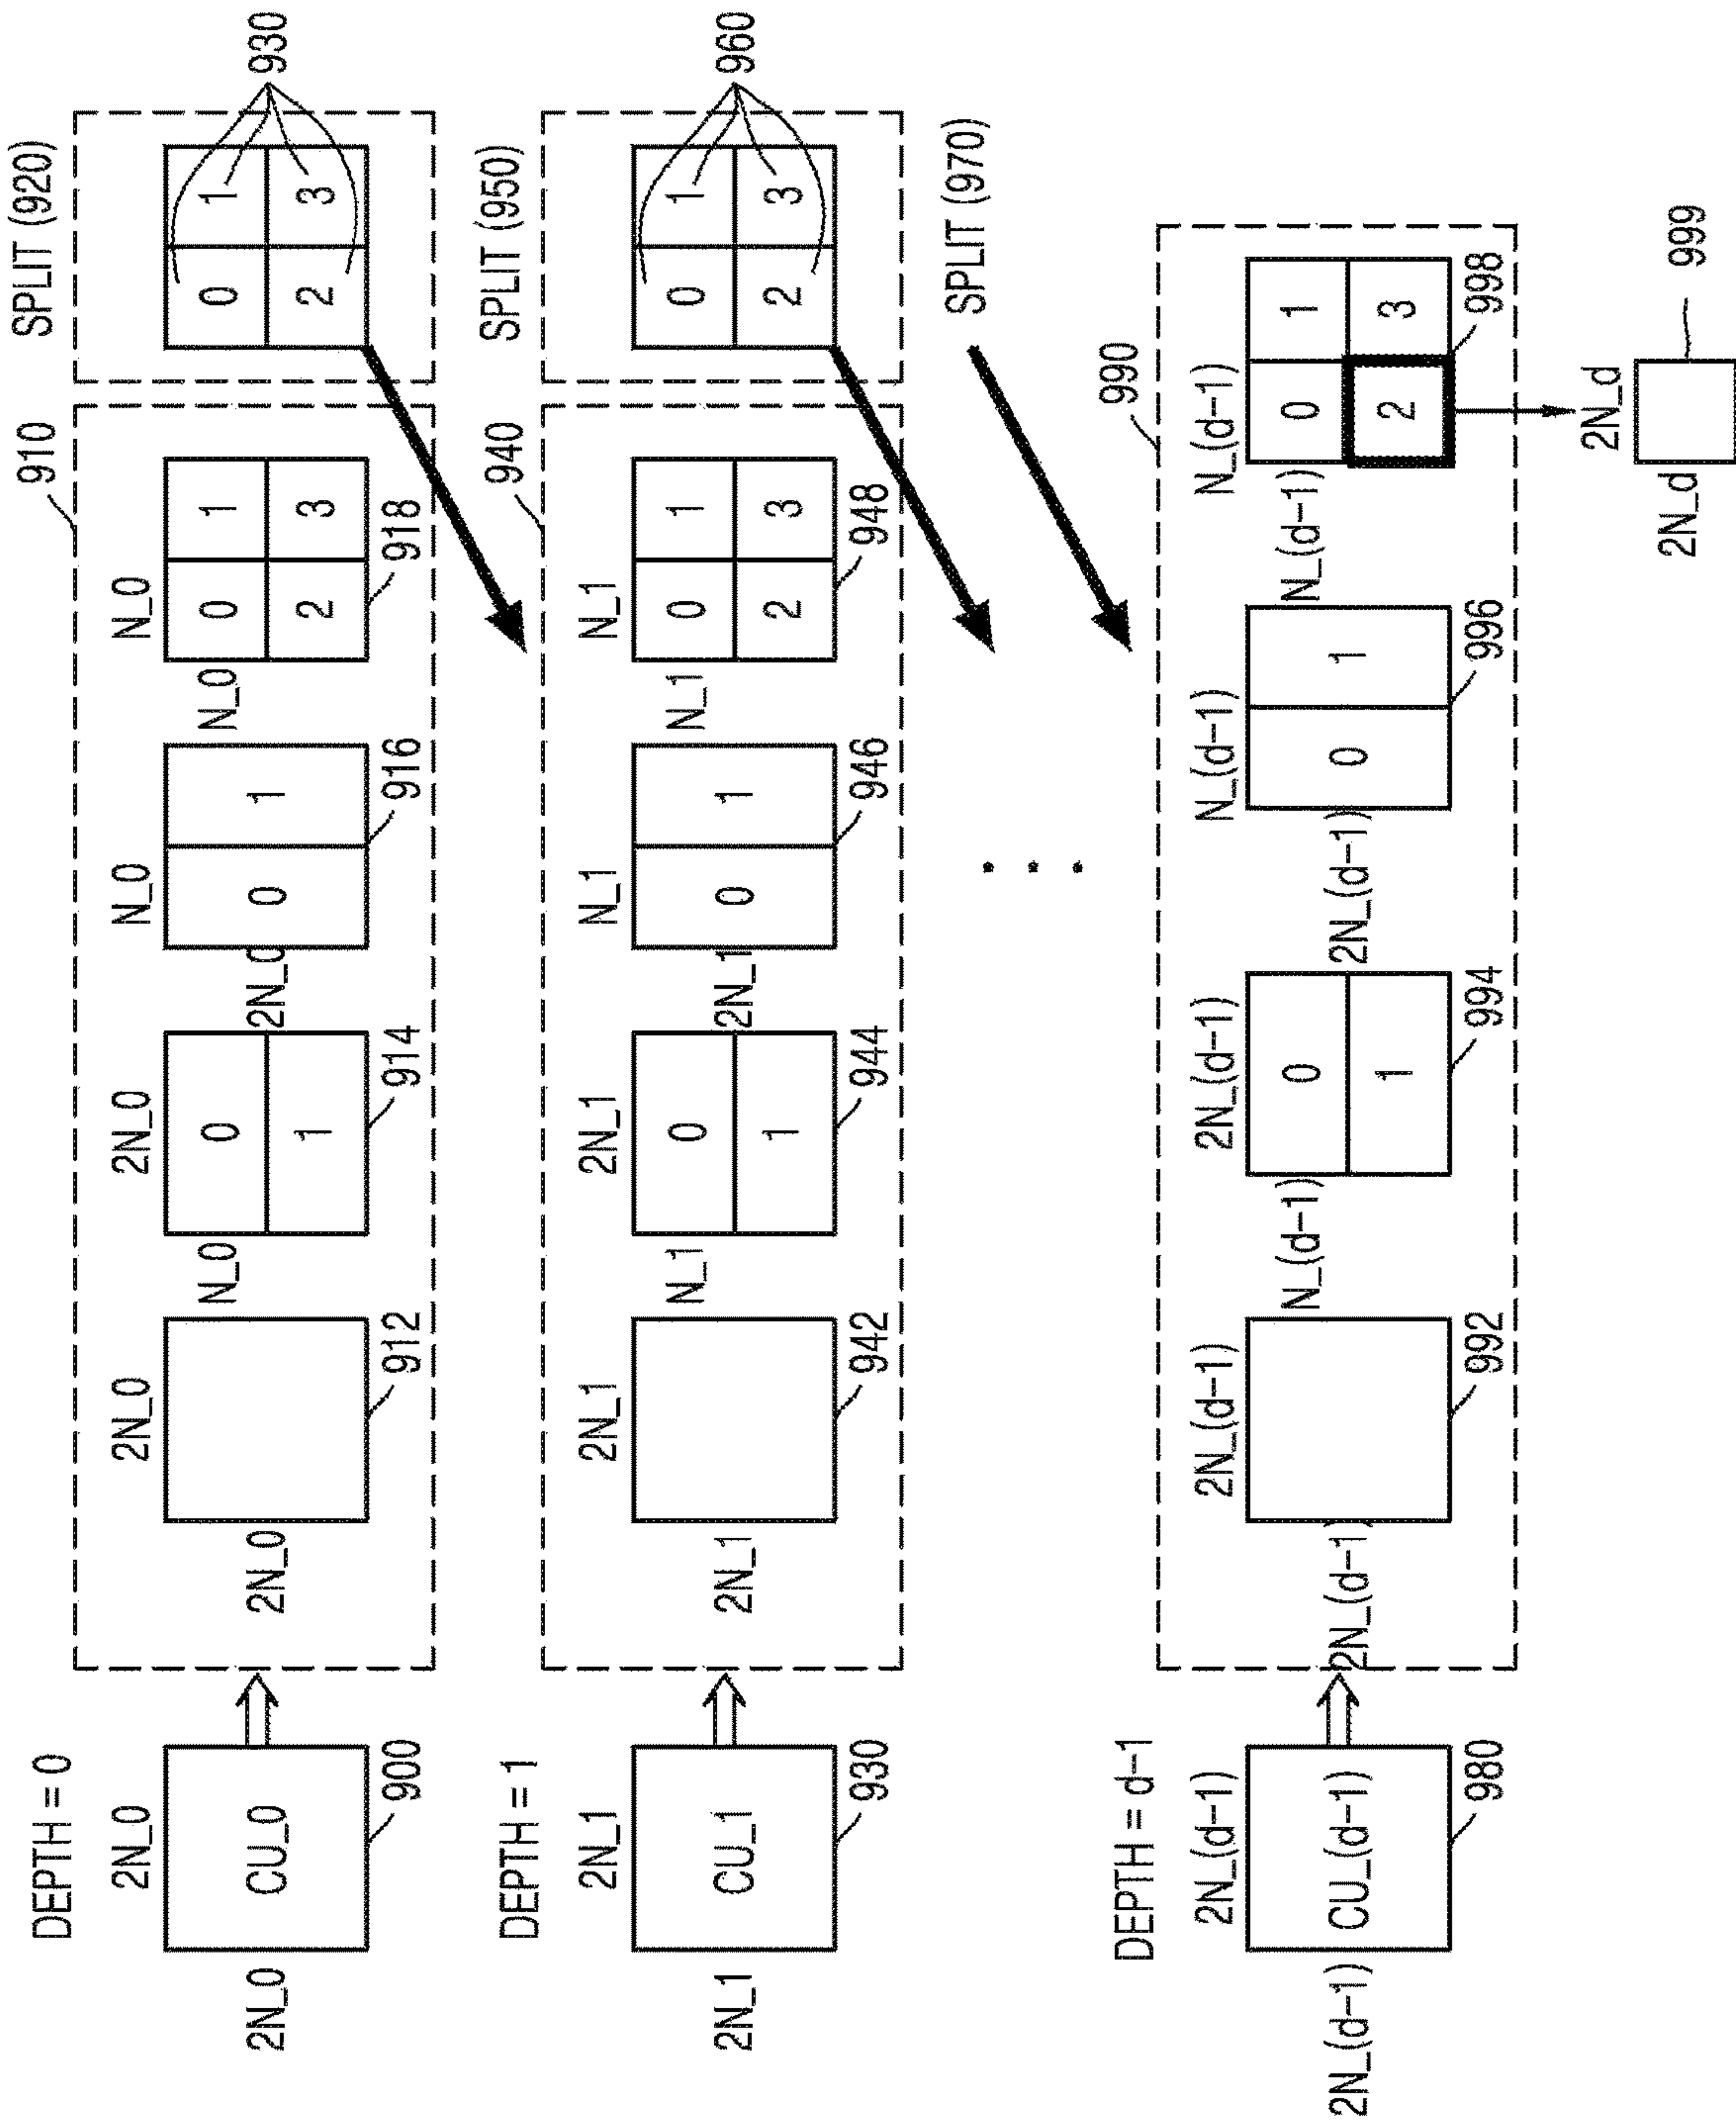 DEPTH = 0
2N_0
2N_0
CU_0
900
910
2N_0
2N_0
912
2N_0
N_0
0
1
914
N_0
2N_0
0
1
916
N_0
N_0
0
1
2
3
918
SPLIT (920)
0
1
2
3
930
DEPTH = 1
2N_1
2N_1
CU_1
930
940
2N_1
2N_1
942
2N_1
N_1
0
1
944
N_1
2N_1
0
1
946
N_1
N_1
0
1
2
3
948
SPLIT (950)
0
1
2
3
960
SPLIT (970)
DEPTH = d-1
2N_(d-1)
2N_(d-1)
CU_(d-1)
980
990
2N_(d-1)
2N_(d-1)
992
2N_(d-1)
N_(d-1)
0
1
994
N_(d-1)
2N_(d-1)
0
1
996
N_(d-1)
N_(d-1)
0
1
2
3
998
2N_d
2N_d
999